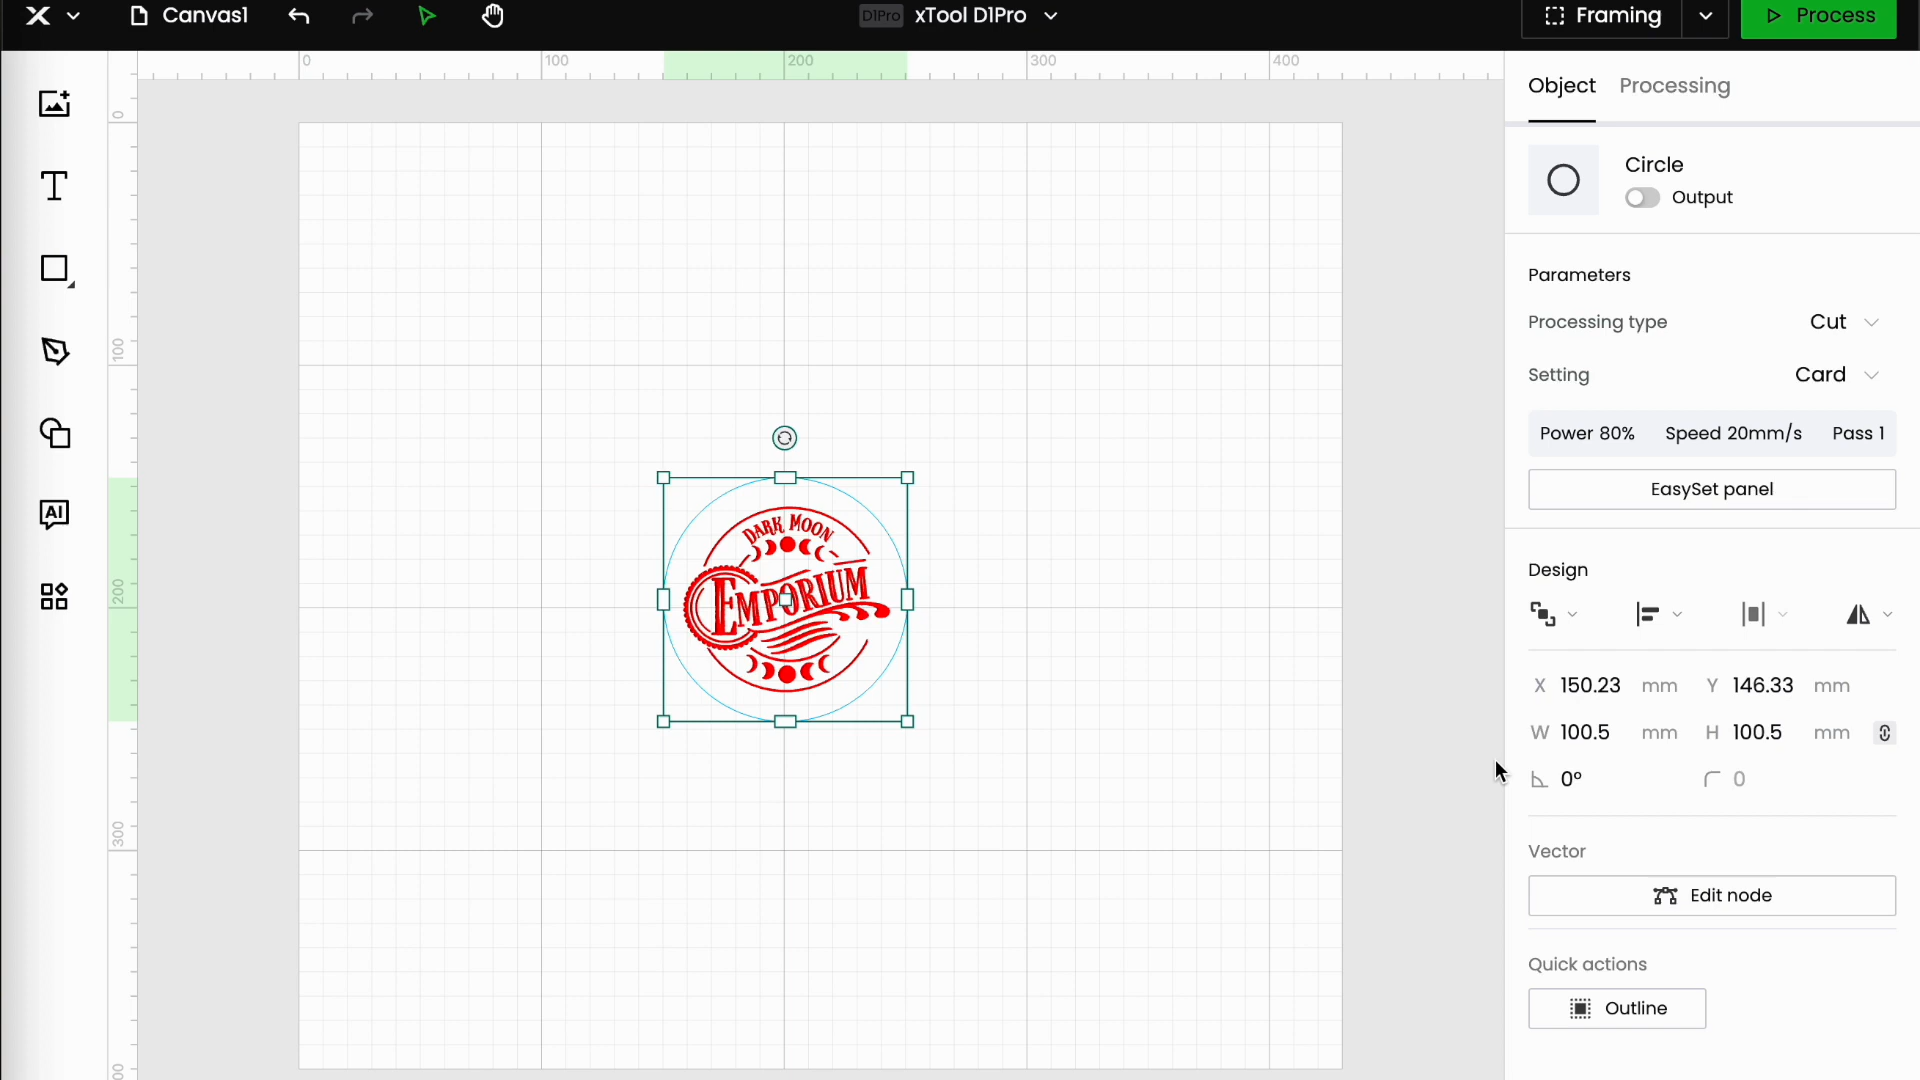 Canvas1
D1Pro xTool D1Pro
Framing
Process
0 100 200 300 400
0
100
200
300
T
AI
DARK MOON
EMPORIUM
Object Processing
Circle
Output
Parameters
Processing type Cut
Setting Card
Power 80% Speed 20mm/s Pass 1
EasySet panel
Design
X 150.23 mm Y 146.33 mm
W 100.5 mm H 100.5 mm
0° 0
Vector
Edit node
Quick actions
Outline